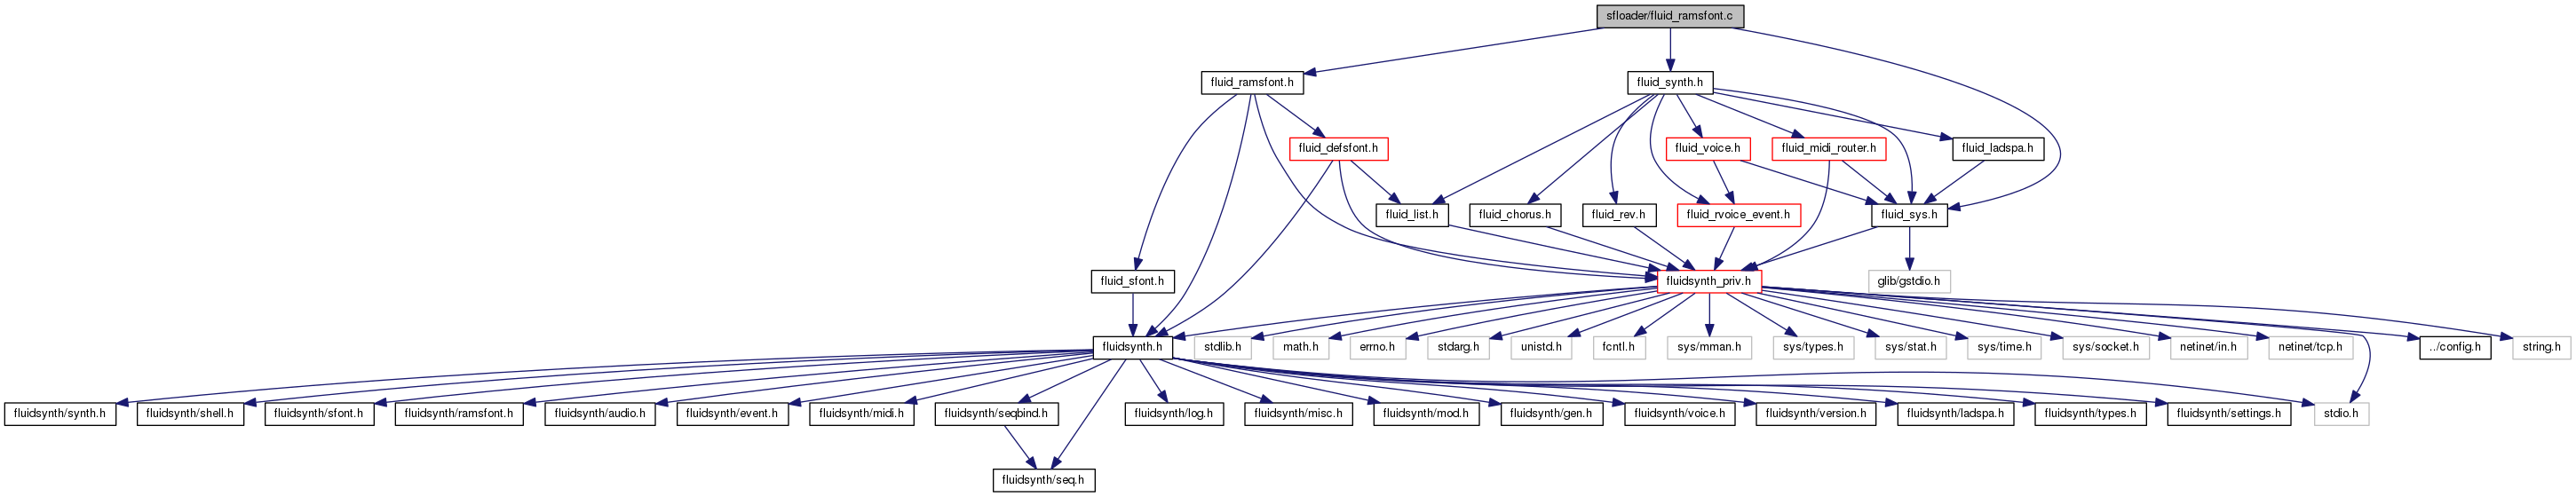 sfloader/fluid_ramsfont.c
fluid_ramsfont.h
fluid_synth.h
fluid_defsfont.h
fluid_voice.h
fluid_midi_router.h
fluid_ladspa.h
fluid_list.h
fluid_chorus.h
fluid_rev.h
fluid_rvoice_event.h
fluid_sys.h
fluid_sfont.h
fluidsynth_priv.h
glib/gstdio.h
fluidsynth.h
stdlib.h
math.h
errno.h
stdarg.h
unistd.h
fcntl.h
sys/mman.h
sys/types.h
sys/stat.h
sys/time.h
sys/socket.h
netinet/in.h
netinet/tcp.h
../config.h
string.h
fluidsynth/synth.h
fluidsynth/shell.h
fluidsynth/sfont.h
fluidsynth/ramsfont.h
fluidsynth/audio.h
fluidsynth/event.h
fluidsynth/midi.h
fluidsynth/seqbind.h
fluidsynth/log.h
fluidsynth/misc.h
fluidsynth/mod.h
fluidsynth/gen.h
fluidsynth/voice.h
fluidsynth/version.h
fluidsynth/ladspa.h
fluidsynth/types.h
fluidsynth/settings.h
stdio.h
fluidsynth/seq.h